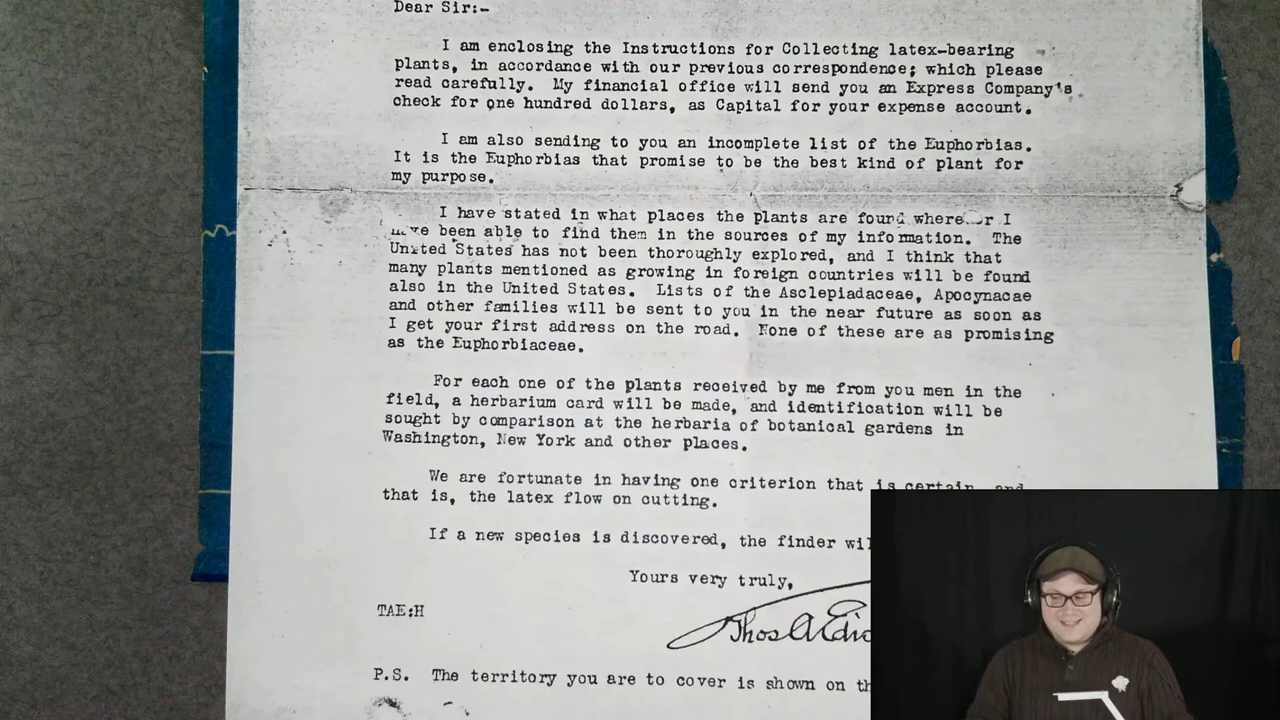 Dear Sir:-
I am enclosing the Instructions for Collecting latex-bearing
plants, in accordance with our previous correspondence; which please
read carefully. My financial office will send you an Express Company's
check for one hundred dollars, as Capital for your expense account.
I am also sending to you an incomplete list of the Euphorbias.
It is the Euphorbias that promise to be the best kind of plant for
my purpose.
I have stated in what places the plants are found I
been able to find them in the sources of my information. The
United States has not been thoroughly explored, and I think that
many plants mentioned as growing in foreign countries will be found
also in the United States. Lists of the Asclepiadaceae, Apocynacae
and other families will be sent to you in the near future as soon as
I get your first address on the road. None of these are as promising
as the Euphorbiaceae.
For each one of the plants received by me from you men in the
field, a herbarium card will be made, and identification will be
sought by comparison at the herbaria of botanical gardens in
Washington, New York and other places.
We are fortunate in having one criterion that is certain, and
that is, the latex flow on cutting.
If a new species is discovered, the finder
Yours very truly,
TAE:H
Thos A Edis
P.S. The territory you are to cover is shown on